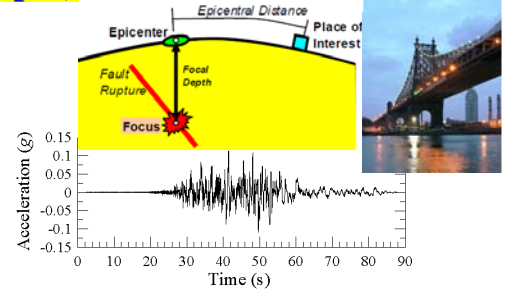 Epicentral Distance
Epicenter
Place of
Interest
Fault
Rupture
Focal
Depth
Focus
Acceleration (g)
0.15
0.1
0.05
0
-0.05
-0.1
-0.15
0 10 20 30 40 50 60 70 80 90
Time (s)